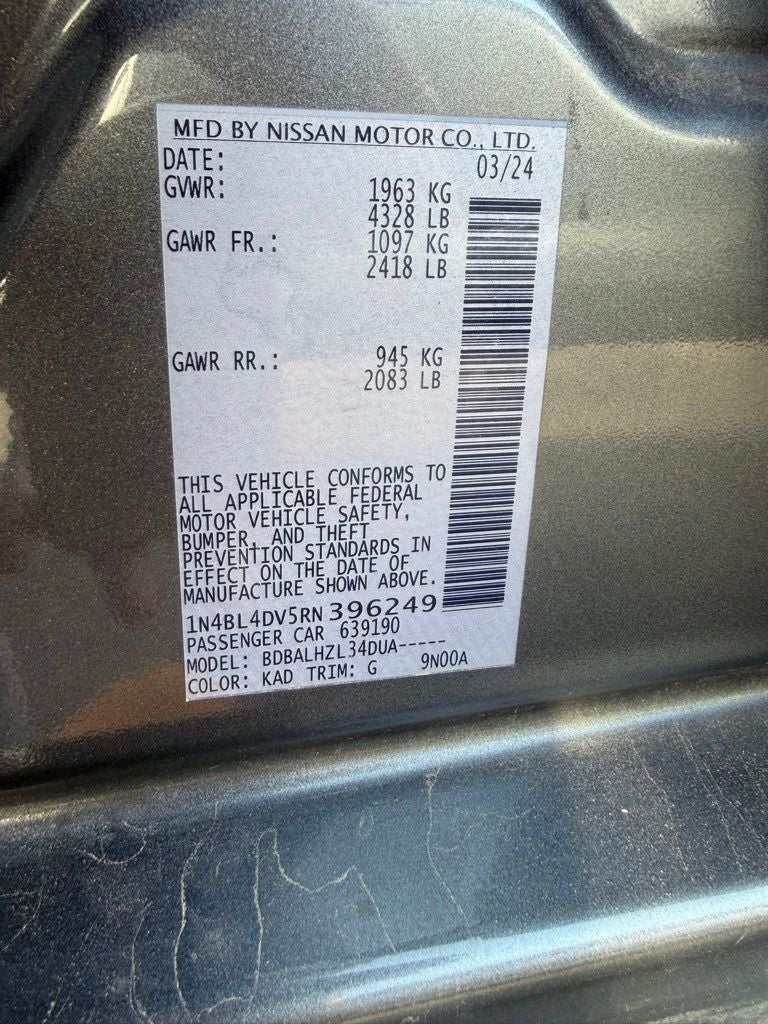 MFD BY NISSAN MOTOR CO., LTD.
DATE: 03/24
GVWR: 1963 KG
4328 LB
GAWR FR.: 1097 KG
2418 LB
GAWR RR.: 945 KG
2083 LB
THIS VEHICLE CONFORMS TO
ALL APPLICABLE FEDERAL
MOTOR VEHICLE SAFETY,
BUMPER, AND THEFT
PREVENTION STANDARDS IN
EFFECT ON THE DATE OF
MANUFACTURE SHOWN ABOVE.
1N4BL4DV5RN396249
PASSENGER CAR 639190
MODEL: BDBALHZL34DUA-----
COLOR: KAD TRIM: G 9N00A